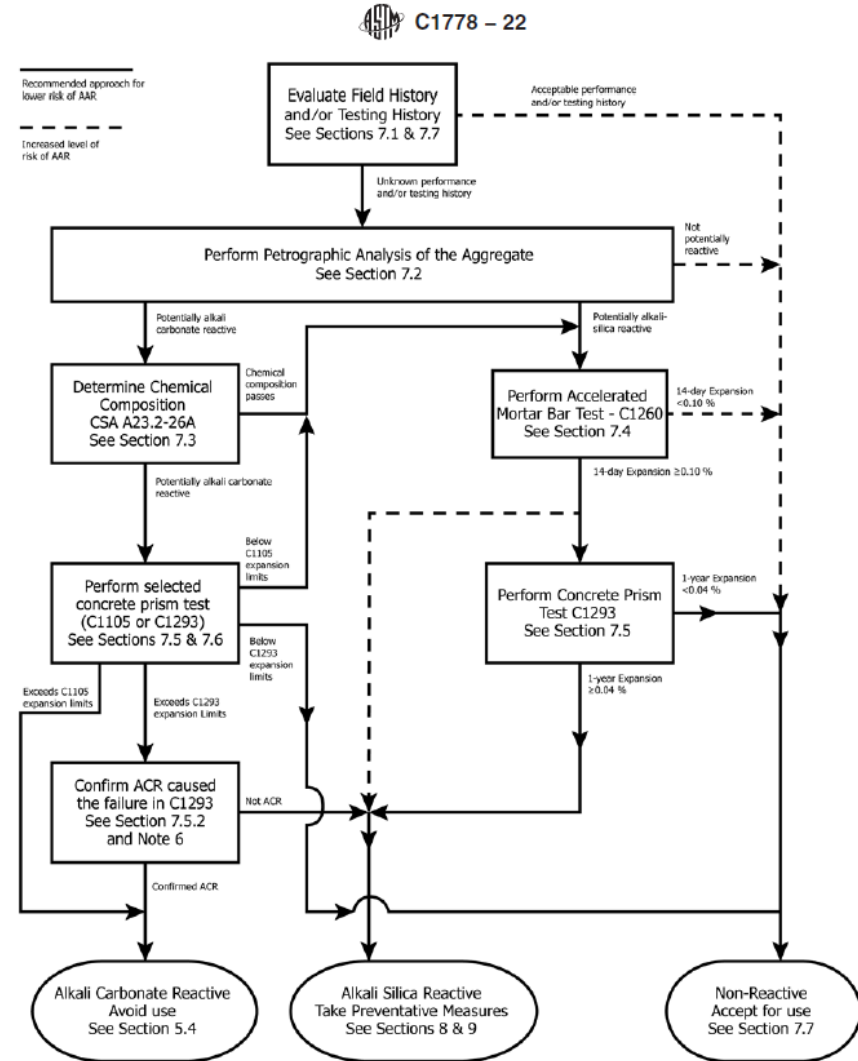 ASTM C1778 – 22
Recommended approach for
lower risk of AAR
Increased level of
risk of AAR
Evaluate Field History
and/or Testing History
See Sections 7.1 & 7.7
Acceptable performance
and/or testing history
Unknown performance
and/or testing history
Perform Petrographic Analysis of the Aggregate
See Section 7.2
Not
potentially
reactive
Potentially alkali
carbonate reactive
Potentially alkali-
silica reactive
Determine Chemical
Composition
CSA A23.2-26A
See Section 7.3
Chemical
composition
passes
Perform Accelerated
Mortar Bar Test - C1260
See Section 7.4
14-day Expansion
<0.10 %
Potentially alkali carbonate
reactive
14-day Expansion ≥0.10 %
Below
C1105
expansion
limits
Perform selected
concrete prism test
(C1105 or C1293)
See Sections 7.5 & 7.6
Below
C1293
expansion
limits
Perform Concrete Prism
Test C1293
See Section 7.5
1-year Expansion
<0.04 %
Exceeds C1105
expansion limits
Exceeds C1293
expansion Limits
1-year Expansion
≥0.04 %
Confirm ACR caused
the failure in C1293
See Section 7.5.2
and Note 6
Not ACR
Confirmed ACR
Alkali Carbonate Reactive
Avoid use
See Section 5.4
Alkali Silica Reactive
Take Preventative Measures
See Sections 8 & 9
Non-Reactive
Accept for use
See Section 7.7